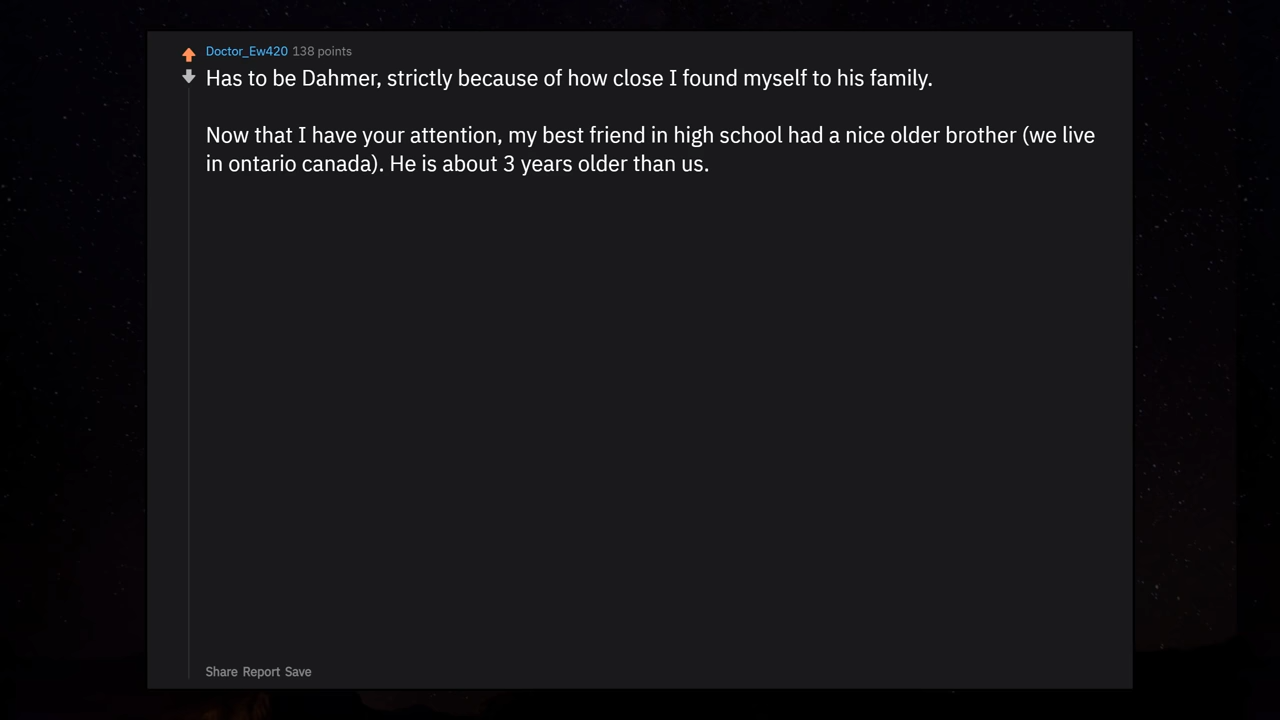 Doctor_Ew420 138 points
Has to be Dahmer, strictly because of how close I found myself to his family.
Now that I have your attention, my best friend in high school had a nice older brother (we live
in ontario canada). He is about 3 years older than us.
Share Report Save